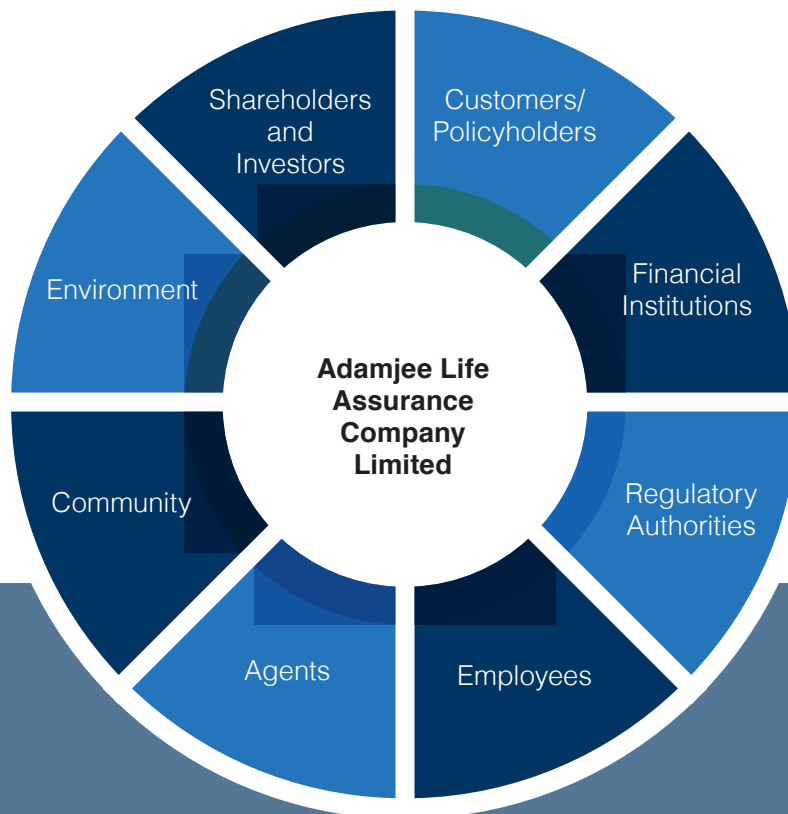 Shareholders
and
Investors
Customers/
Policyholders
Financial
Institutions
Environment
Adamjee Life
Assurance
Company
Limited
Community
Regulatory
Authorities
Agents
Employees